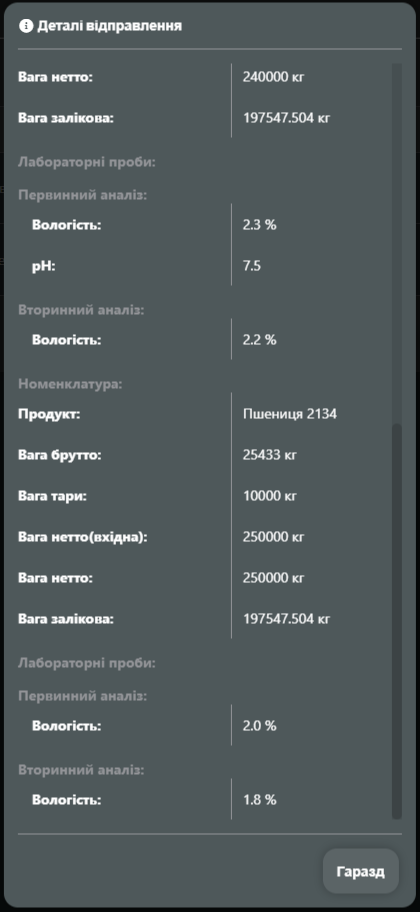 Деталі відправлення
Вага нетто: 240000 кг
Вага залікова: 197547.504 кг
Лабораторні проби:
Первинний аналіз:
Вологість: 2.3 %
pH: 7.5
Вторинний аналіз:
Вологість: 2.2 %
Номенклатура:
Продукт: Пшениця 2134
Вага брутто: 25433 кг
Вага тари: 10000 кг
Вага нетто(вхідна): 250000 кг
Вага нетто: 250000 кг
Вага залікова: 197547.504 кг
Лабораторні проби:
Первинний аналіз:
Вологість: 2.0 %
Вторинний аналіз:
Вологість: 1.8 %
Гаразд